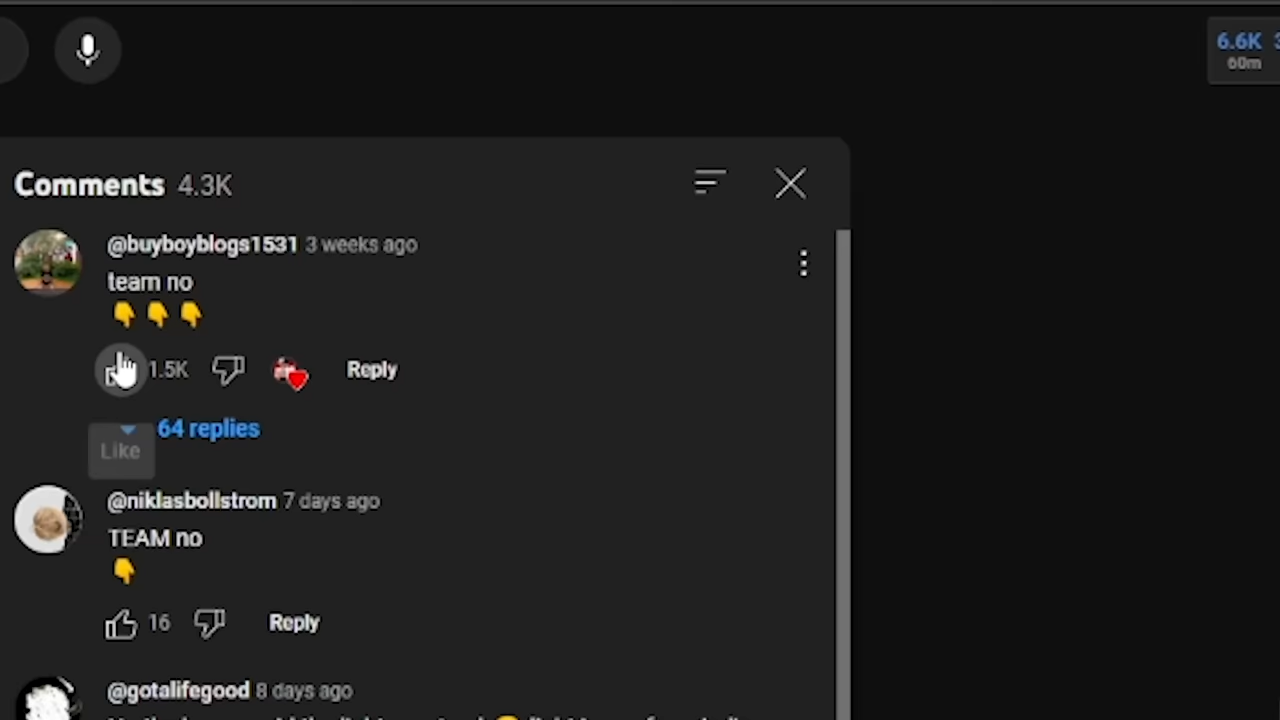 6.6K
60m
Comments 4.3K
@buyboyblogs1531 3 weeks ago
team no
👇👇👇
1.5K Reply
64 replies
Like
@niklasbollstrom 7 days ago
TEAM no
👇
16 Reply
@gotalifegood 8 days ago